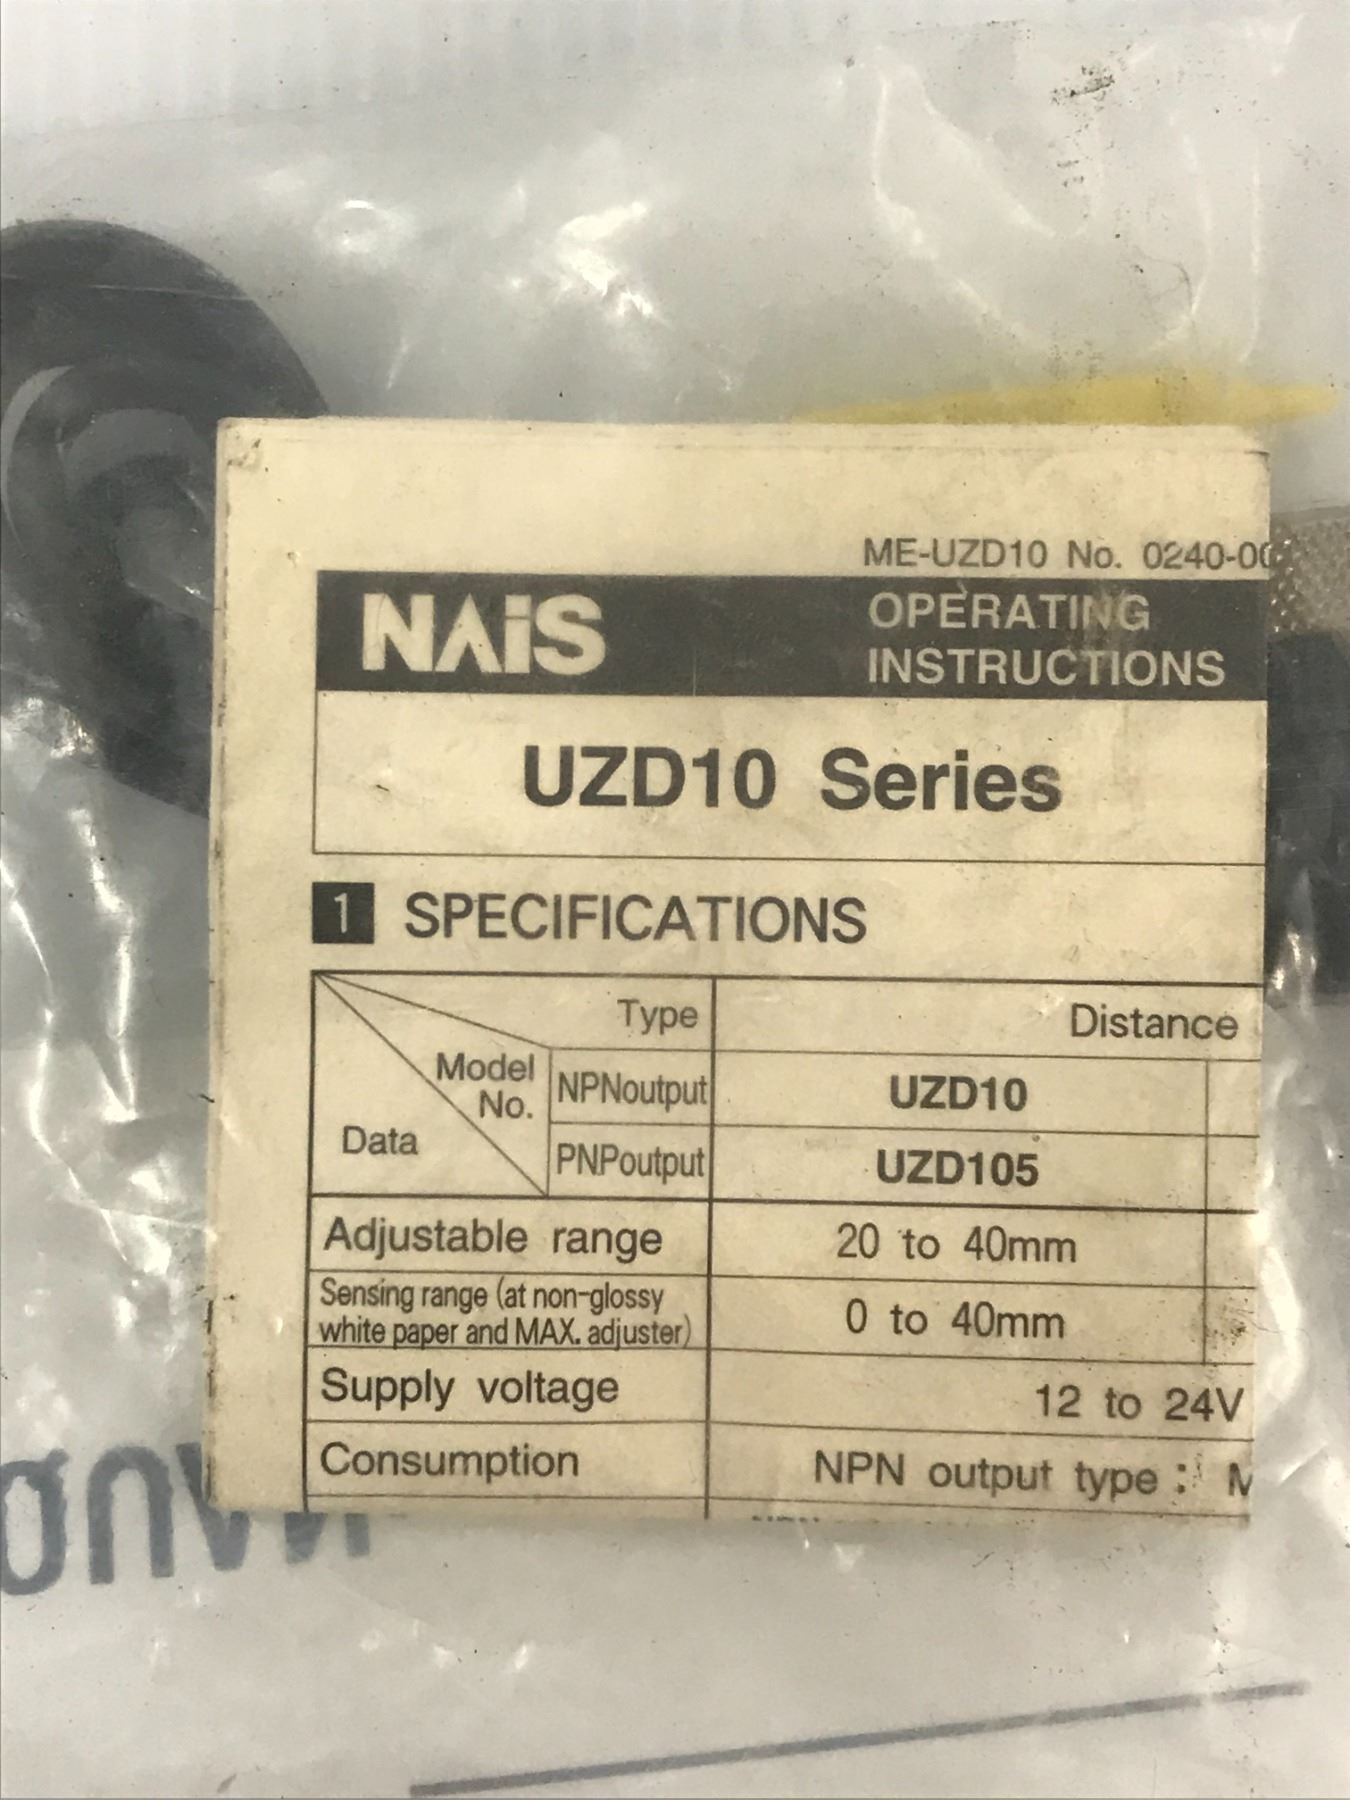 ME-UZD10 No. 0240-00
NAiS
OPERATING
INSTRUCTIONS
UZD10 Series
1 SPECIFICATIONS
Type
Distance
Model
No.
Data
NPNoutput
UZD10
PNPoutput
UZD105
Adjustable range
20 to 40mm
Sensing range (at non-glossy
white paper and MAX. adjuster)
0 to 40mm
Supply voltage
12 to 24V
Consumption
NPN output type : M